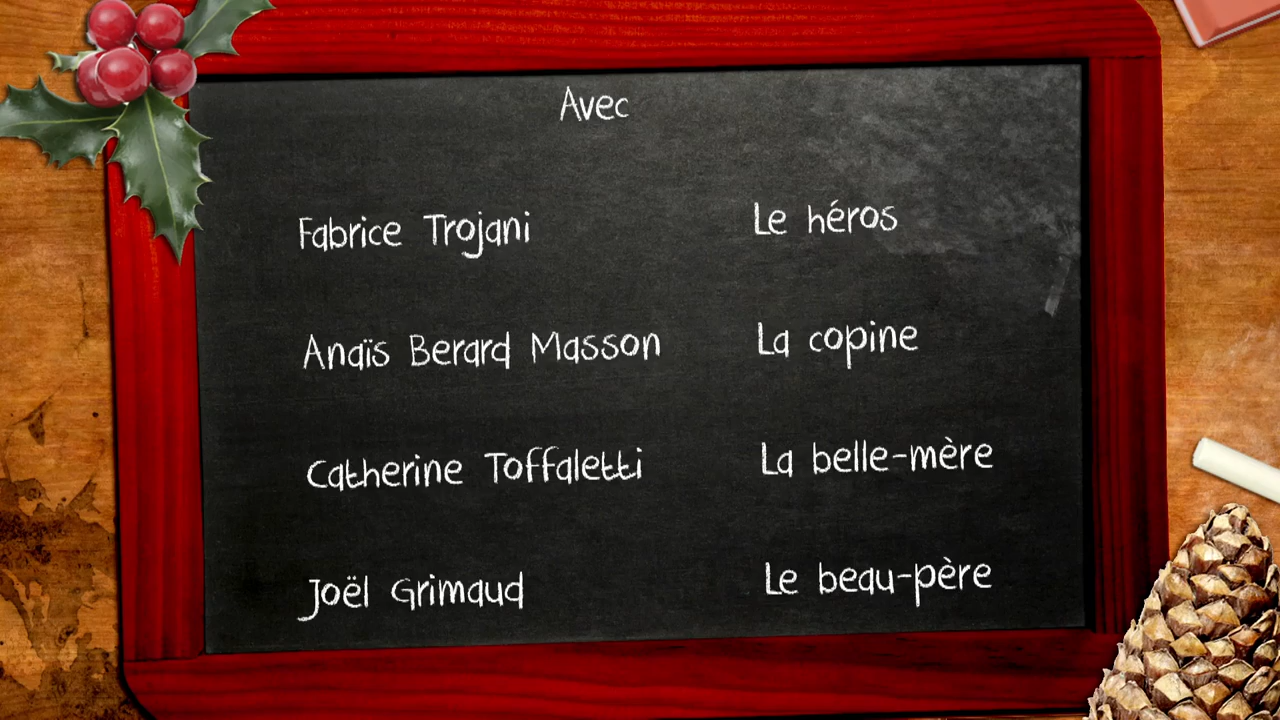 Avec
Fabrice Trojani Le héros
Anaïs Berard Masson La copine
Catherine Toffaletti La belle-mère
Joël Grimaud Le beau-père